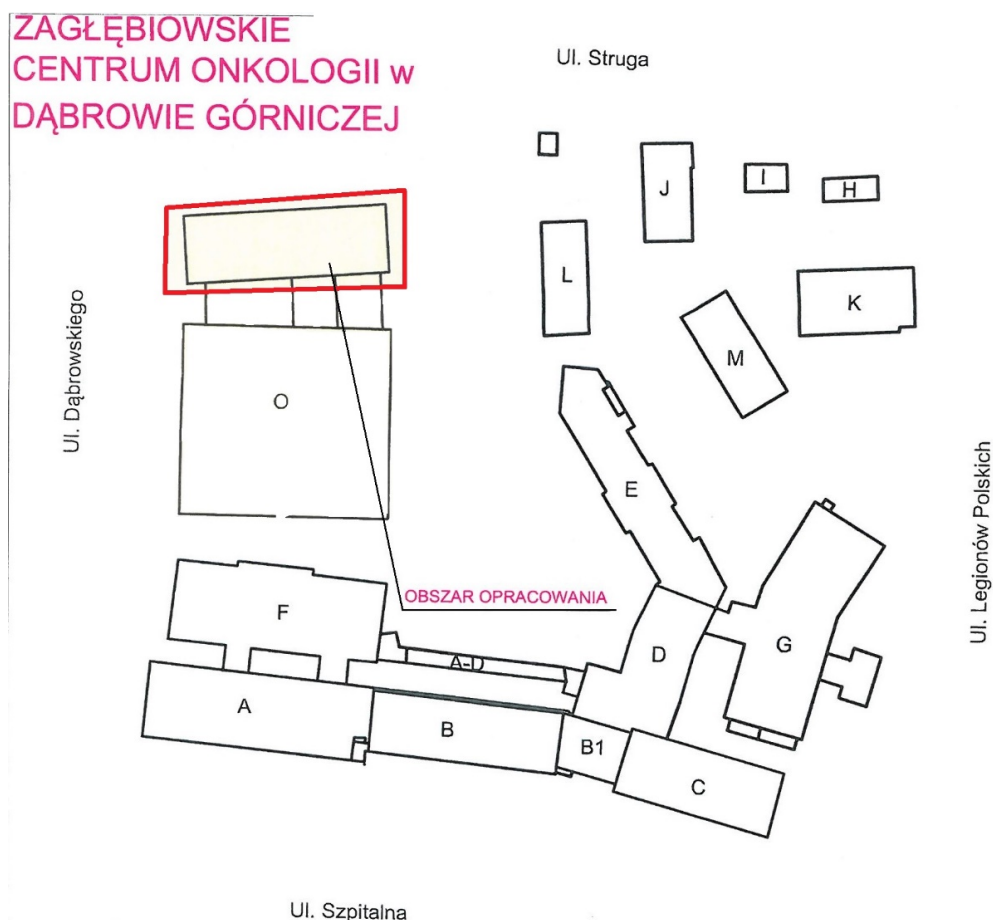 ZAGŁĘBIOWSKIE
CENTRUM ONKOLOGII w
DĄBROWIE GÓRNICZEJ
Ul. Struga
J
I
H
L
K
M
Ul. Dąbrowskiego
O
E
Ul. Legionów Polskich
OBSZAR OPRACOWANIA
F
D
G
A-D
A
B
B1
C
Ul. Szpitalna